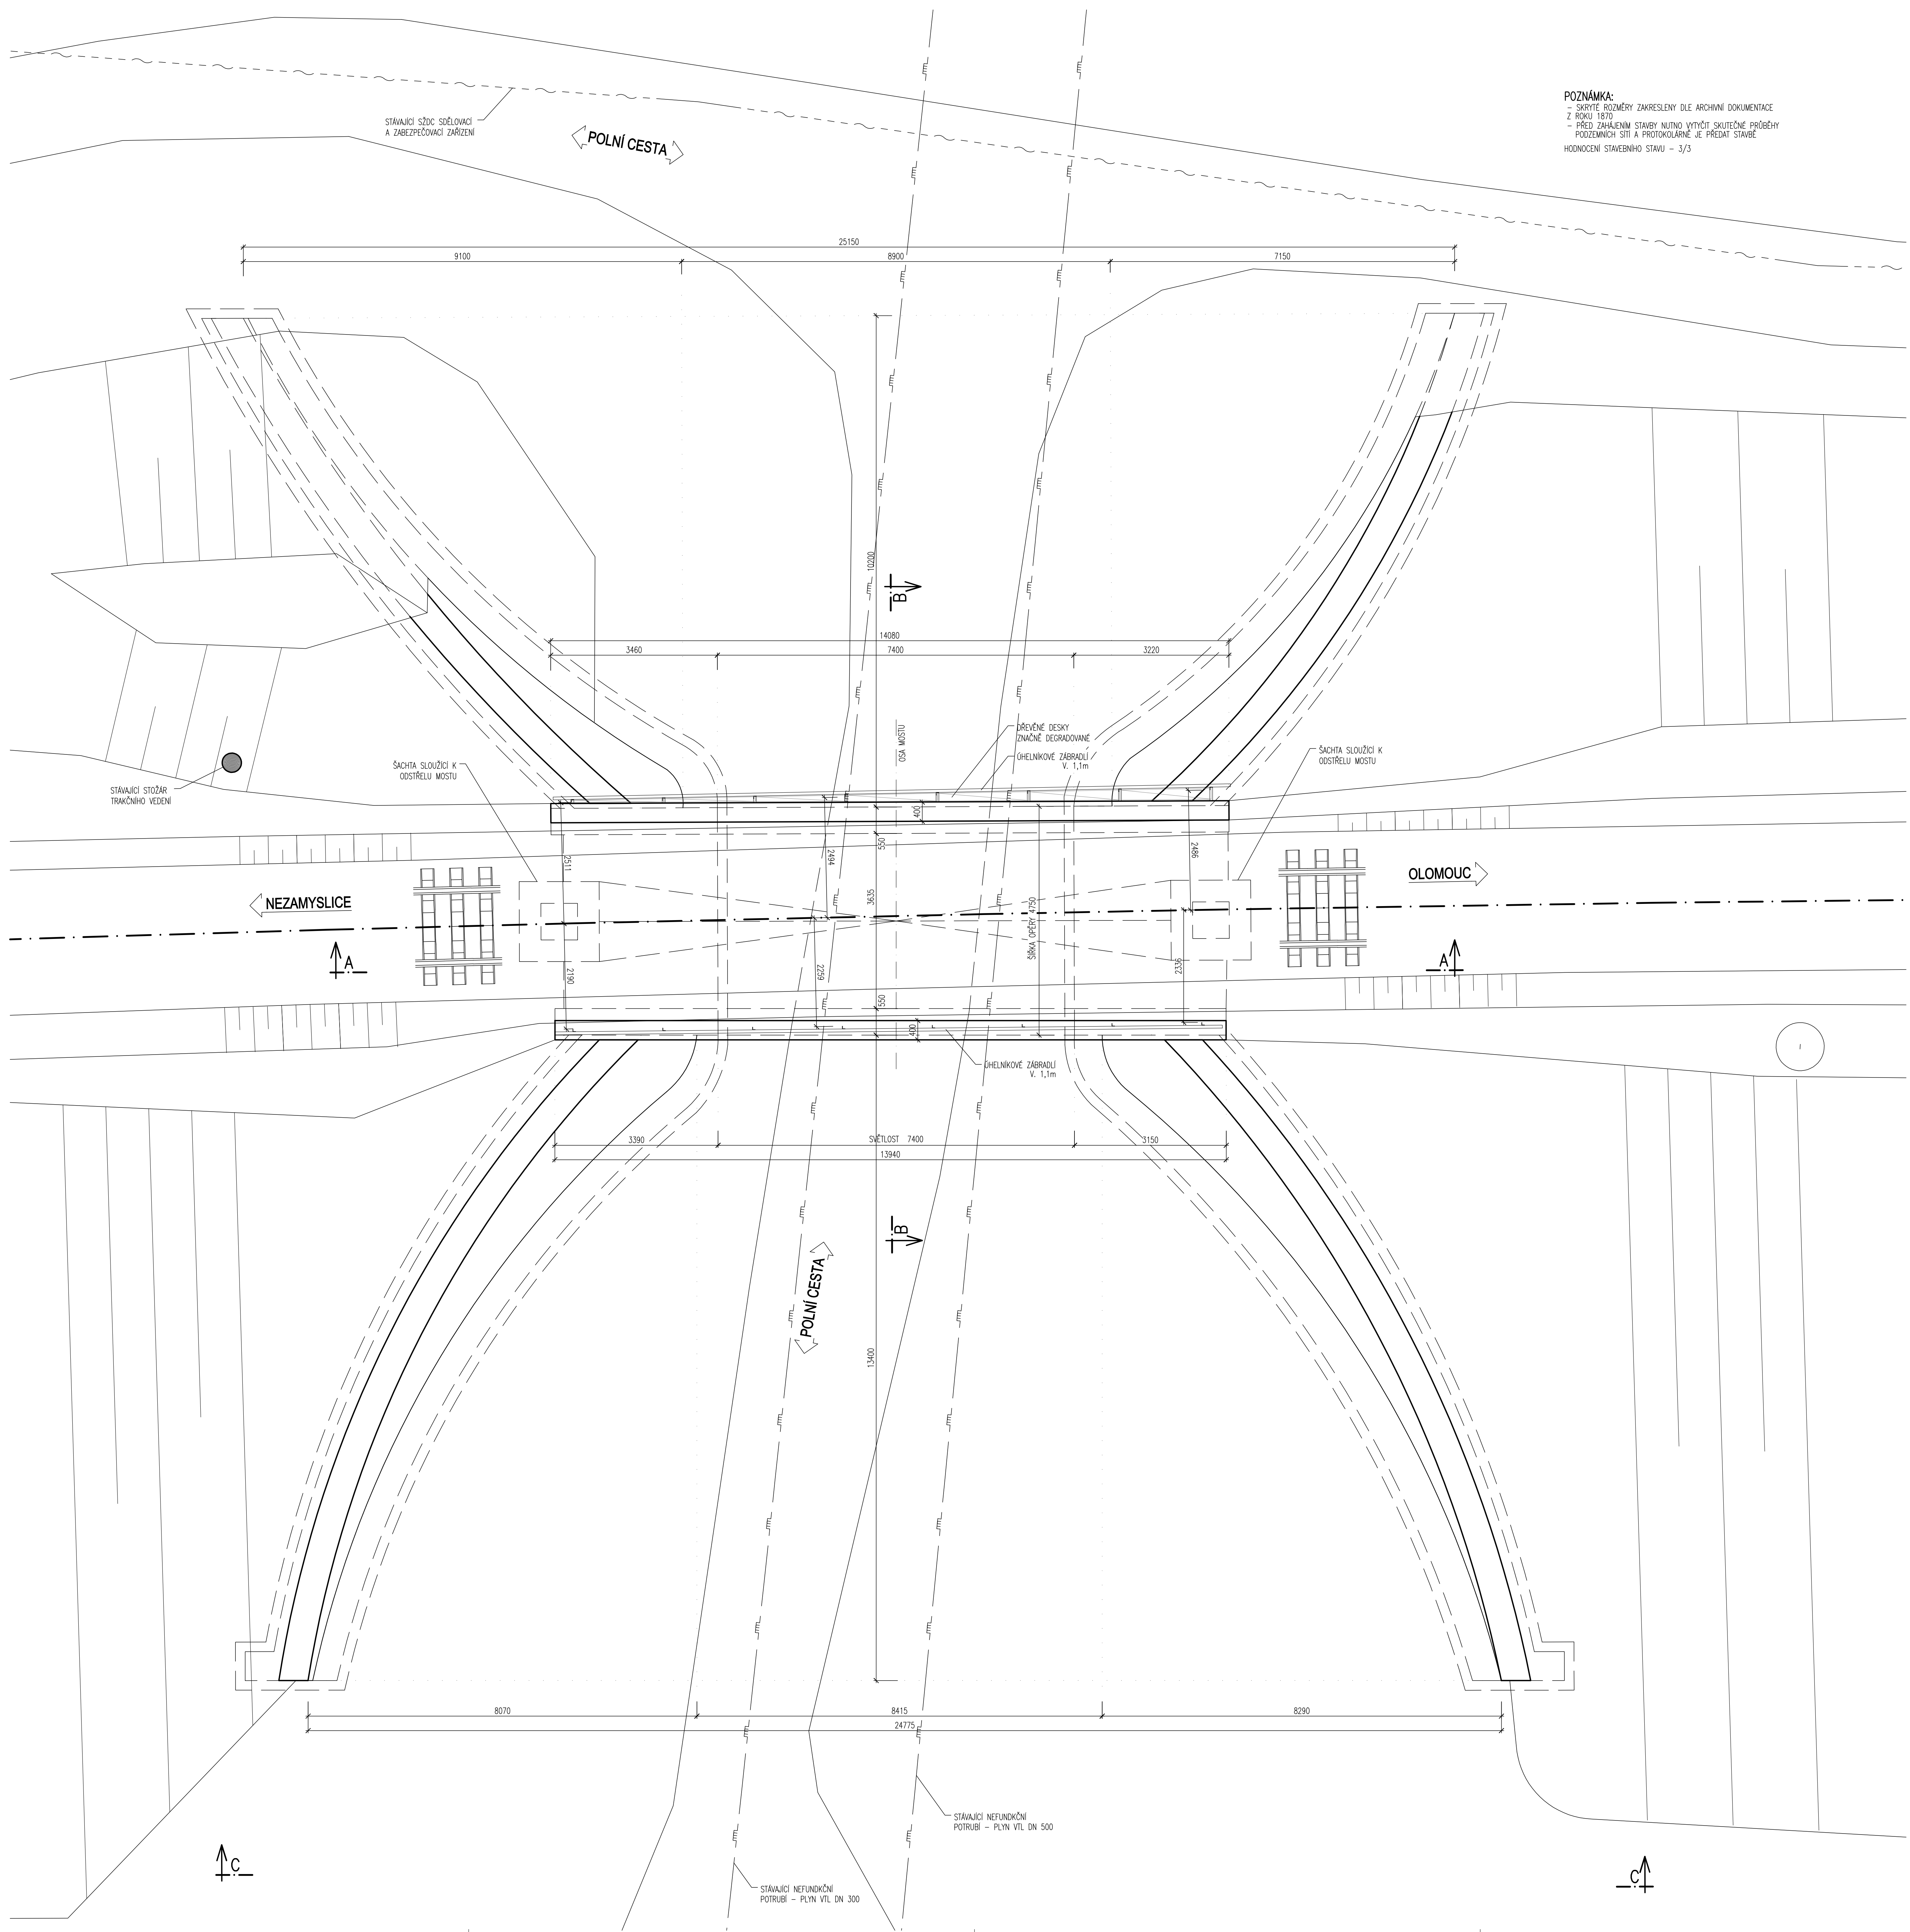 POZNÁMKA:
– SKRYTÉ ROZMĚRY ZAKRESLENY DLE ARCHIVNÍ DOKUMENTACE
Z ROKU 1870
– PŘED ZAHÁJENÍM STAVBY NUTNO VYTYČIT SKUTEČNÉ PRŮBĚHY
PODZEMNÍCH SÍTÍ A PROTOKOLÁRNĚ JE PŘEDAT STAVBĚ
HODNOCENÍ STAVEBNÍHO STAVU – 3/3
STÁVAJÍCÍ SŽDC SDĚLOVACÍ
A ZABEZPEČOVACÍ ZAŘÍZENÍ
POLNÍ CESTA
25150
9100
8900
7150
10200
B
14080
3460
7400
3220
OSA MOSTU
DŘEVĚNÉ DESKY
ZNAČNĚ DEGRADOVANÉ
ÚHELNÍKOVÉ ZÁBRADLÍ
V. 1,1m
ŠACHTA SLOUŽÍCÍ K
ODSTŘELU MOSTU
ŠACHTA SLOUŽÍCÍ K
ODSTŘELU MOSTU
STÁVAJÍCÍ STOŽÁR
TRAKČNÍHO VEDENÍ
400
550
2511
2494
2486
3635
ŠÍŘKA OPĚRY 4750
NEZAMYSLICE
OLOMOUC
A
A
2190
2259
2336
550
400
ÚHELNÍKOVÉ ZÁBRADLÍ
V. 1,1m
3390
SVĚTLOST 7400
3150
13940
B
POLNÍ CESTA
13400
8070
8415
8290
24775
STÁVAJÍCÍ NEFUNDKČNÍ
POTRUBÍ – PLYN VTL DN 500
STÁVAJÍCÍ NEFUNDKČNÍ
POTRUBÍ – PLYN VTL DN 300
C
C